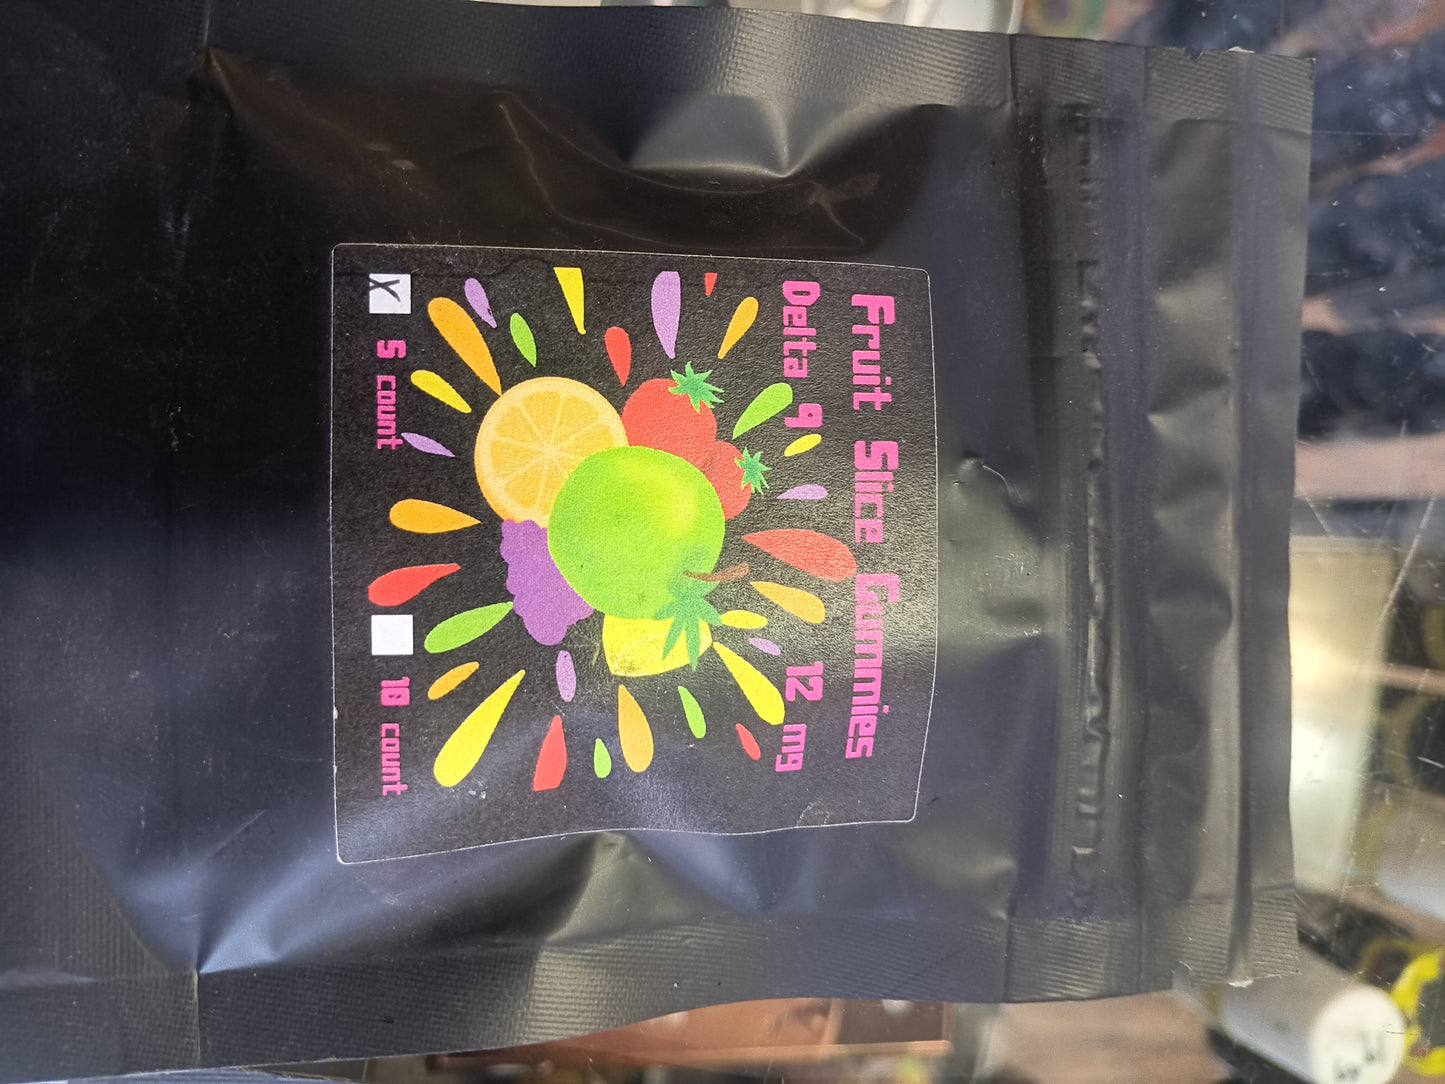 Fruit Slice Gummies
Delta 9 12 mg
X 5 count 10 count